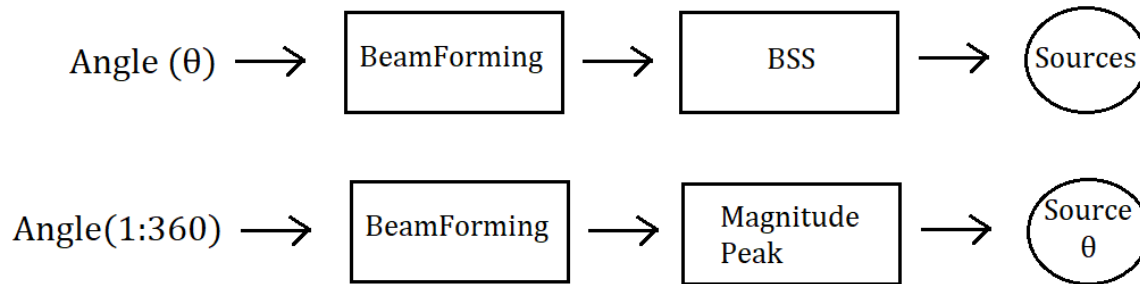 Angle (θ) BeamForming BSS Sources
Angle(1:360) BeamForming Magnitude Peak Source θ